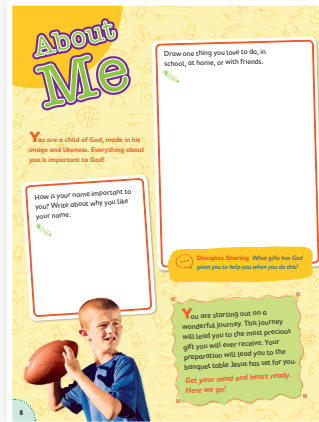 About
Me
You are a child of God, made in his
image and likeness. Everything about
you is important to God!
How is your name important to
you? Write about why you like
your name.
Draw one thing you love to do, in
school, at home, or with friends.
Disciples Sharing What gifts has God
given you to help you when you do this?
You are starting out on a
wonderful journey. This journey
will lead you to the most precious
gift you will ever receive. Your
preparation will lead you to the
banquet table Jesus has set for you.
Get your mind and heart ready.
Here we go!
8